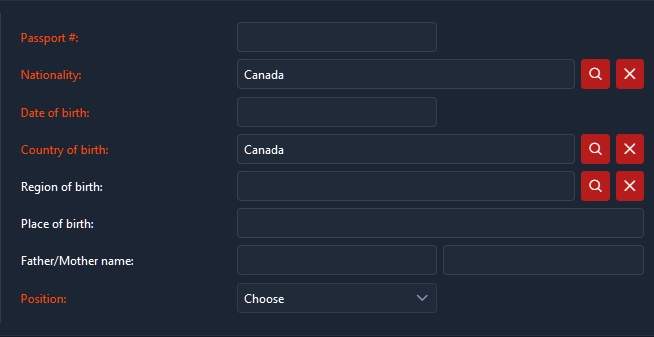 Passport #:
Nationality: Canada
Date of birth:
Country of birth: Canada
Region of birth:
Place of birth:
Father/Mother name:
Position: Choose